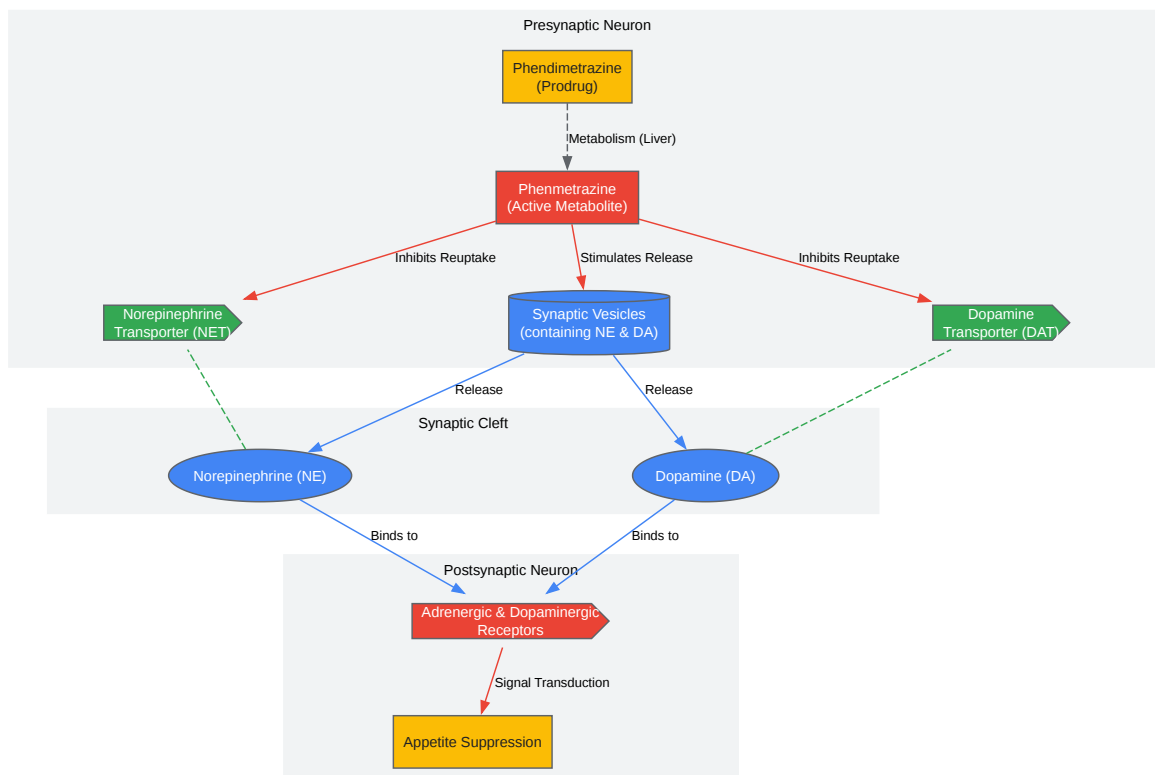 Presynaptic Neuron
Phendimetrazine
(Prodrug)
Metabolism (Liver)
Phenmetrazine
(Active Metabolite)
Inhibits Reuptake
Stimulates Release
Inhibits Reuptake
Norepinephrine
Transporter (NET)
Synaptic Vesicles
(containing NE & DA)
Dopamine
Transporter (DAT)
Release
Release
Synaptic Cleft
Norepinephrine (NE)
Dopamine (DA)
Binds to
Binds to
Postsynaptic Neuron
Adrenergic & Dopaminergic
Receptors
Signal Transduction
Appetite Suppression